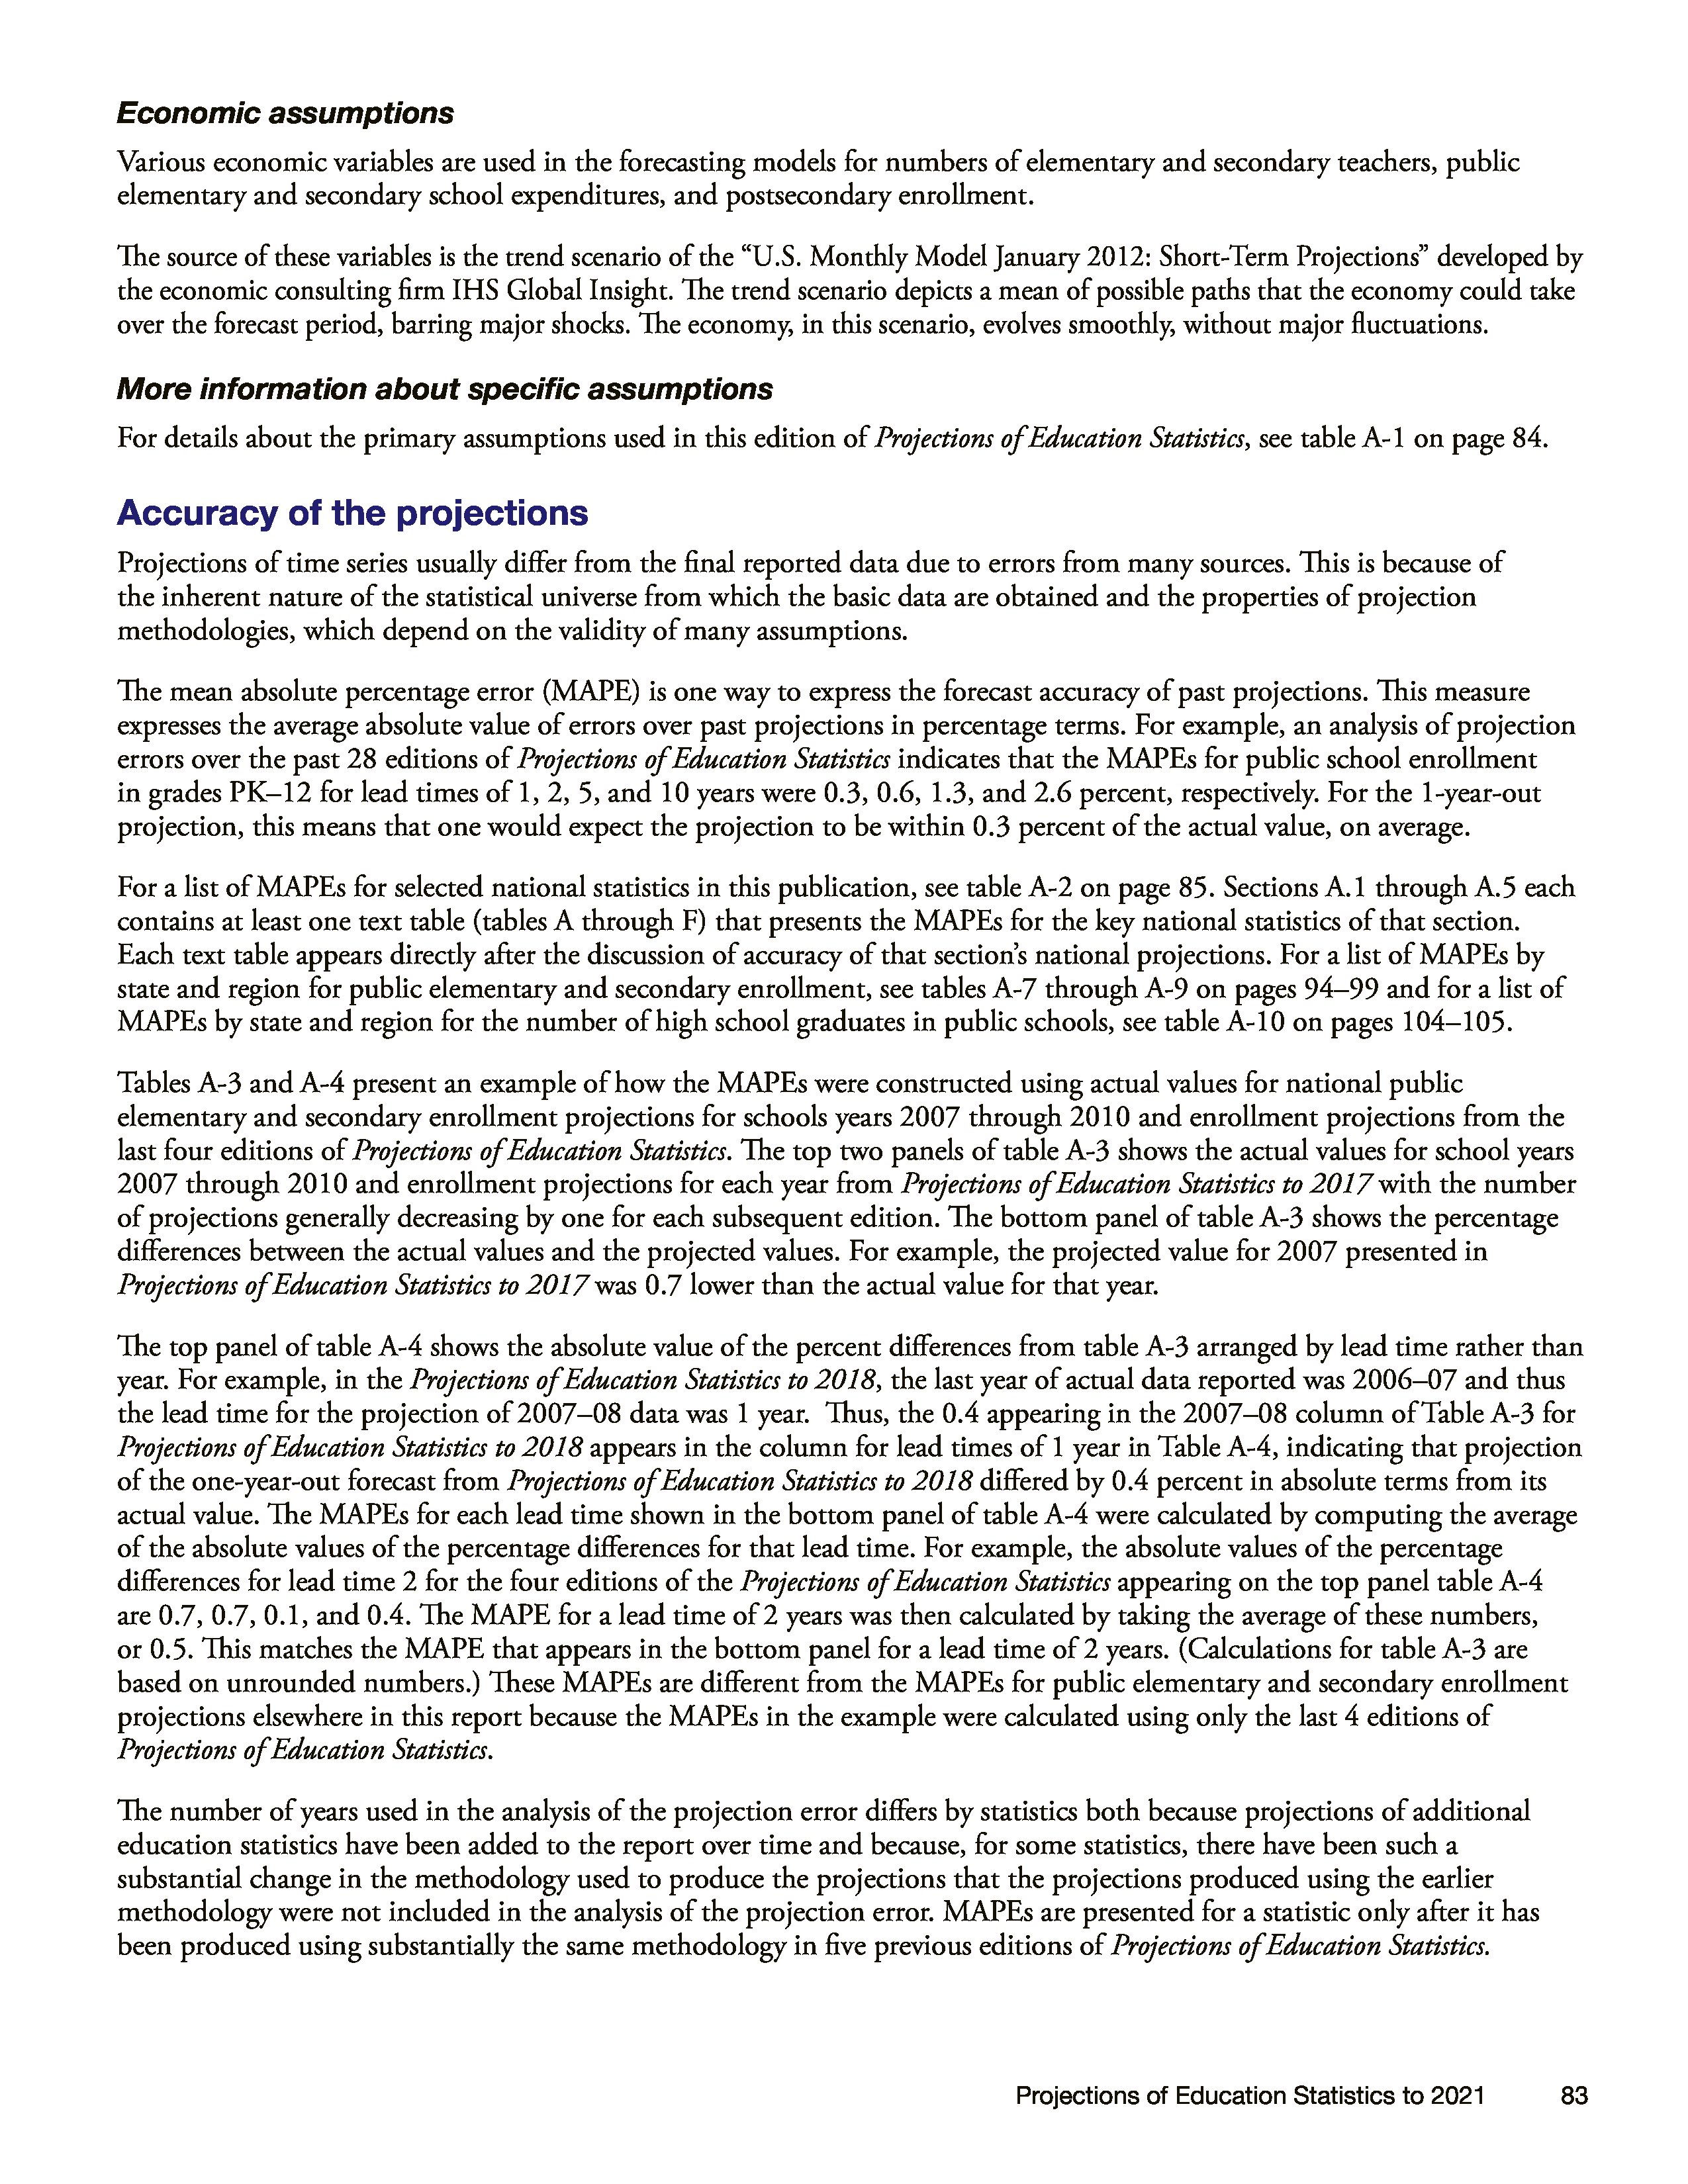 Economic assumptions
Various economic variables are used in the forecasting models for numbers of elementary and secondary teachers, public
elementary and secondary school expenditures, and postsecondary enrollment.
The source of these variables is the trend scenario of the “U.S. Monthly Model January 2012: Short-Term Projections” developed by
the economic consulting firm IHS Global Insight. The trend scenario depicts a mean of possible paths that the economy could take
over the forecast period, barring major shocks. The economy, in this scenario, evolves smoothly, without major fluctuations.
More information about specific assumptions
For details about the primary assumptions used in this edition of Projections of Education Statistics, see table A-1 on page 84.
Accuracy of the projections
Projections of time series usually differ from the final reported data due to errors from many sources. This is because of
the inherent nature of the statistical universe from which the basic data are obtained and the properties of projection
methodologies, which depend on the validity of many assumptions.
The mean absolute percentage error (MAPE) is one way to express the forecast accuracy of past projections. This measure
expresses the average absolute value of errors over past projections in percentage terms. For example, an analysis of projection
errors over the past 28 editions of Projections of Education Statistics indicates that the MAPEs for public school enrollment
in grades PK–12 for lead times of 1, 2, 5, and 10 years were 0.3, 0.6, 1.3, and 2.6 percent, respectively. For the 1-year-out
projection, this means that one would expect the projection to be within 0.3 percent of the actual value, on average.
For a list of MAPEs for selected national statistics in this publication, see table A-2 on page 85. Sections A.1 through A.5 each
contains at least one text table (tables A through F) that presents the MAPEs for the key national statistics of that section.
Each text table appears directly after the discussion of accuracy of that section’s national projections. For a list of MAPEs by
state and region for public elementary and secondary enrollment, see tables A-7 through A-9 on pages 94–99 and for a list of
MAPEs by state and region for the number of high school graduates in public schools, see table A-10 on pages 104–105.
Tables A-3 and A-4 present an example of how the MAPEs were constructed using actual values for national public
elementary and secondary enrollment projections for schools years 2007 through 2010 and enrollment projections from the
last four editions of Projections of Education Statistics. The top two panels of table A-3 shows the actual values for school years
2007 through 2010 and enrollment projections for each year from Projections of Education Statistics to 2017 with the number
of projections generally decreasing by one for each subsequent edition. The bottom panel of table A-3 shows the percentage
differences between the actual values and the projected values. For example, the projected value for 2007 presented in
Projections of Education Statistics to 2017 was 0.7 lower than the actual value for that year.
The top panel of table A-4 shows the absolute value of the percent differences from table A-3 arranged by lead time rather than
year. For example, in the Projections of Education Statistics to 2018, the last year of actual data reported was 2006–07 and thus
the lead time for the projection of 2007–08 data was 1 year. Thus, the 0.4 appearing in the 2007–08 column of Table A-3 for
Projections of Education Statistics to 2018 appears in the column for lead times of 1 year in Table A-4, indicating that projection
of the one-year-out forecast from Projections of Education Statistics to 2018 differed by 0.4 percent in absolute terms from its
actual value. The MAPEs for each lead time shown in the bottom panel of table A-4 were calculated by computing the average
of the absolute values of the percentage differences for that lead time. For example, the absolute values of the percentage
differences for lead time 2 for the four editions of the Projections of Education Statistics appearing on the top panel table A-4
are 0.7, 0.7, 0.1, and 0.4. The MAPE for a lead time of 2 years was then calculated by taking the average of these numbers,
or 0.5. This matches the MAPE that appears in the bottom panel for a lead time of 2 years. (Calculations for table A-3 are
based on unrounded numbers.) These MAPEs are different from the MAPEs for public elementary and secondary enrollment
projections elsewhere in this report because the MAPEs in the example were calculated using only the last 4 editions of
Projections of Education Statistics.
The number of years used in the analysis of the projection error differs by statistics both because projections of additional
education statistics have been added to the report over time and because, for some statistics, there have been such a
substantial change in the methodology used to produce the projections that the projections produced using the earlier
methodology were not included in the analysis of the projection error. MAPEs are presented for a statistic only after it has
been produced using substantially the same methodology in five previous editions of Projections of Education Statistics.
Projections of Education Statistics to 2021 83